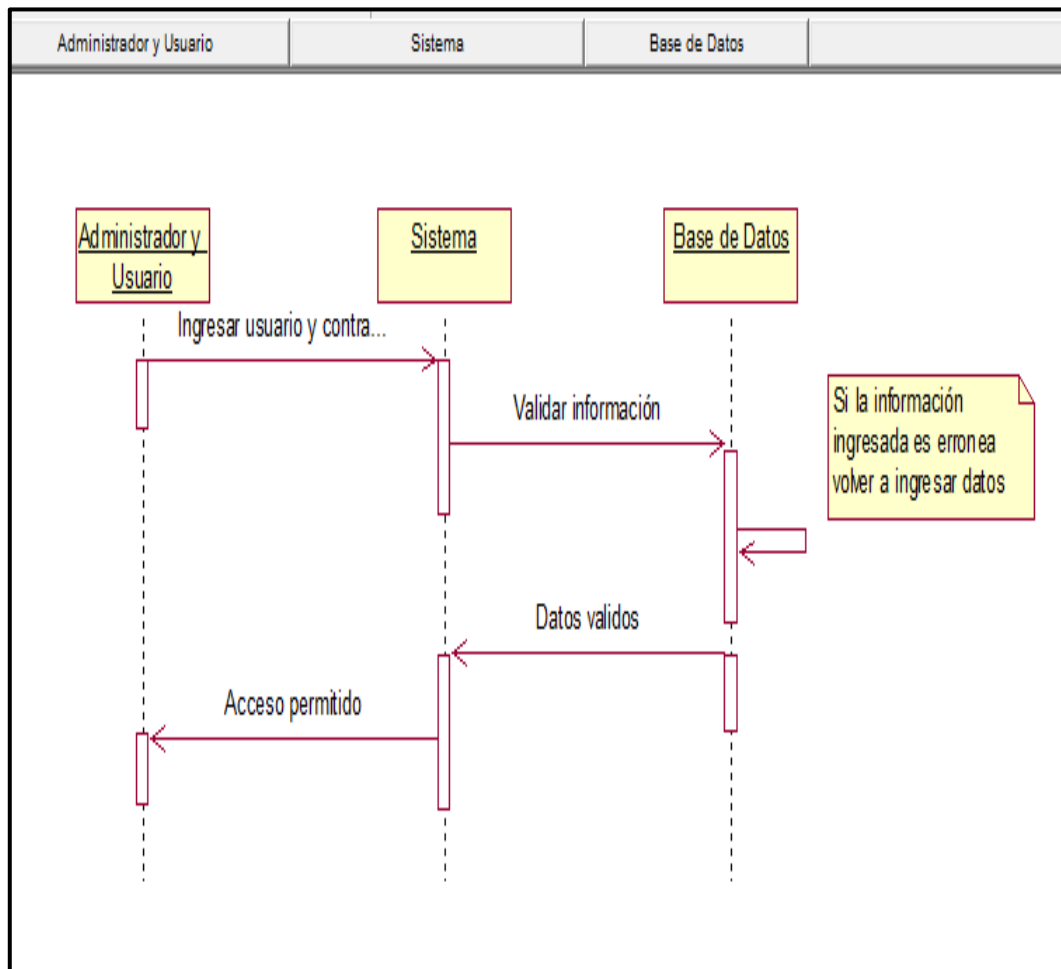 Administrador y Usuario
Sistema
Base de Datos
Administrador y
Usuario
Sistema
Base de Datos
Ingresar usuario y contra...
Validar información
Si la información
ingresada es erronea
volver a ingresar datos
Datos validos
Acceso permitido